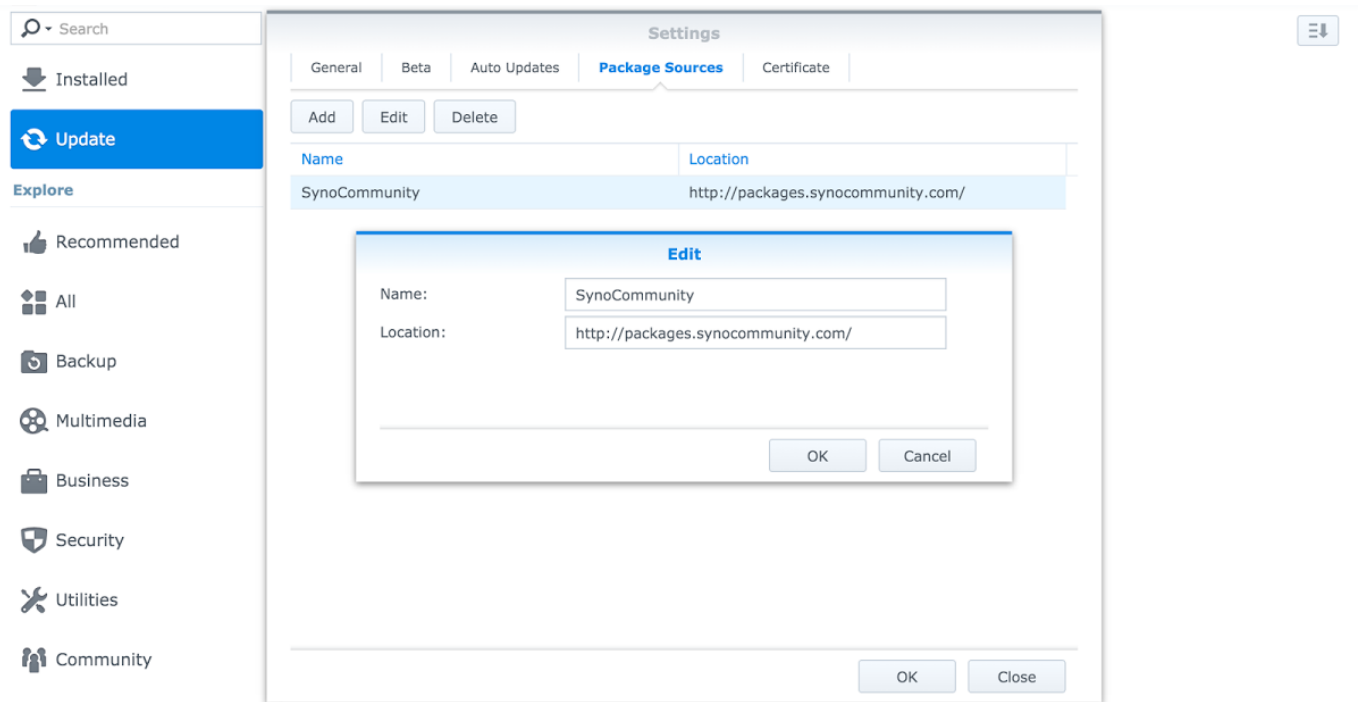 Search
Installed
Update
Explore
Recommended
All
Backup
Multimedia
Business
Security
Utilities
Community
Settings
General Beta Auto Updates Package Sources Certificate
Add Edit Delete
Name Location
SynoCommunity http://packages.synocommunity.com/
Edit
Name: SynoCommunity
Location: http://packages.synocommunity.com/
OK Cancel
OK Close